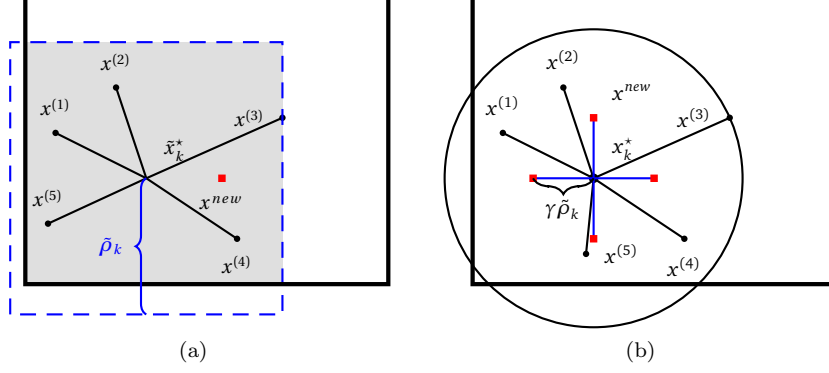 x^{(2)}
x^{(1)}
x^{(3)}
x̃_k^⋆
x^{(5)}
x^{new}
ρ̃_k
x^{(4)}
(a)
x^{(2)}
x^{new}
x^{(1)}
x^{(3)}
x_k^⋆
γρ̃_k
x^{(5)}
x^{(4)}
(b)